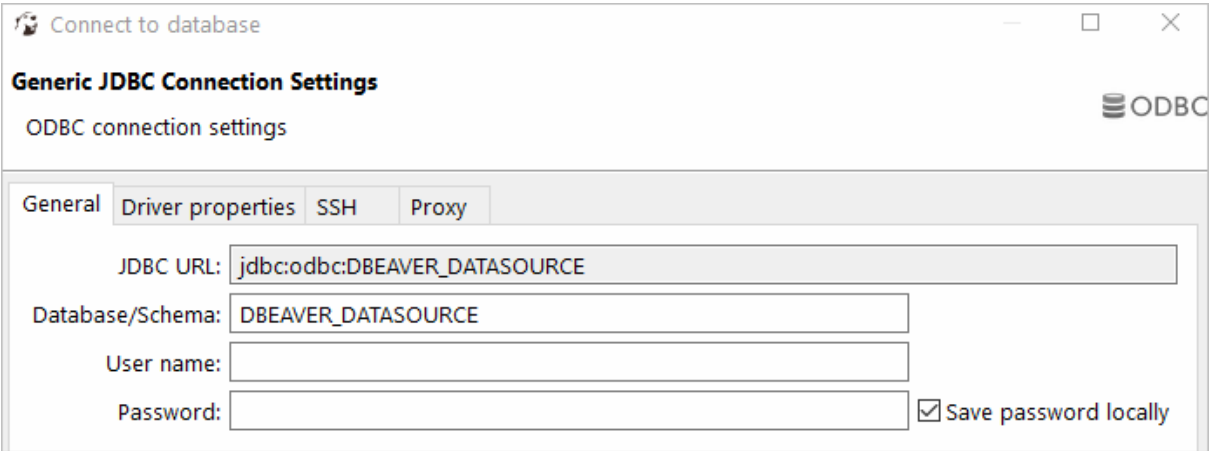 Connect to database
Generic JDBC Connection Settings
ODBC connection settings
ODBC
General Driver properties SSH Proxy
JDBC URL: jdbc:odbc:DBEAVER_DATASOURCE
Database/Schema: DBEAVER_DATASOURCE
User name:
Password: Save password locally